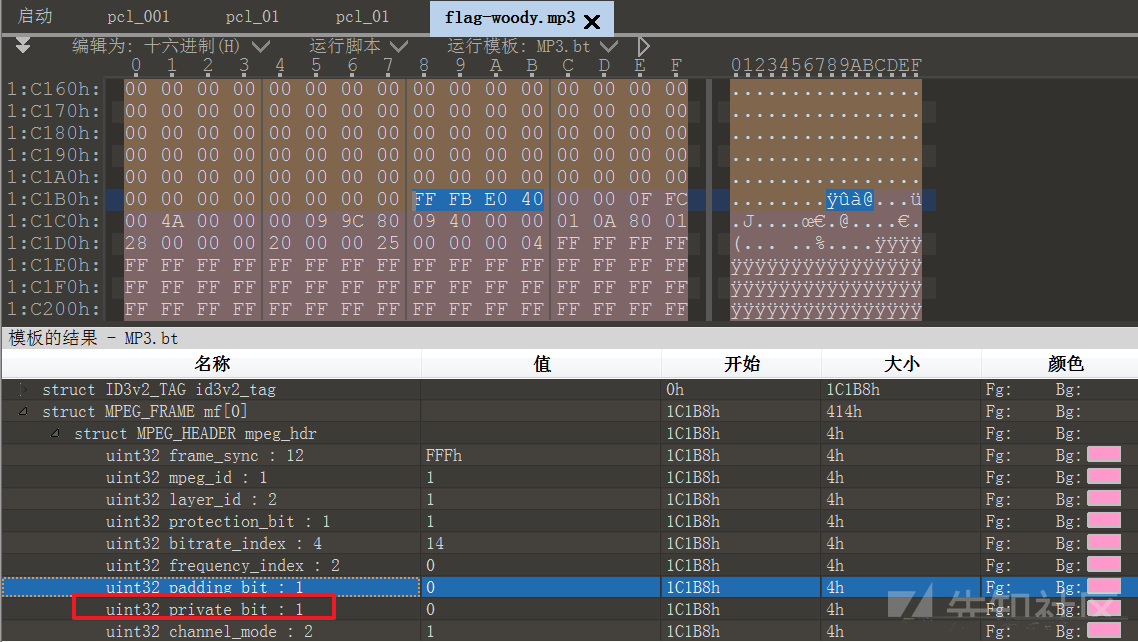 启动 pcl_001 pcl_01 pcl_01 flag-woody.mp3
编辑为: 十六进制(H) 运行脚本 运行模板: MP3.bt
0 1 2 3 4 5 6 7 8 9 A B C D E F 0123456789ABCDEF
1:C160h: 00 00 00 00 00 00 00 00 00 00 00 00 00 00 00 00 ................
1:C170h: 00 00 00 00 00 00 00 00 00 00 00 00 00 00 00 00 ................
1:C180h: 00 00 00 00 00 00 00 00 00 00 00 00 00 00 00 00 ................
1:C190h: 00 00 00 00 00 00 00 00 00 00 00 00 00 00 00 00 ................
1:C1A0h: 00 00 00 00 00 00 00 00 00 00 00 00 00 00 00 00 ................
1:C1B0h: 00 00 00 00 00 00 00 00 FF FB E0 40 00 00 0F FC ........ÿûà@...ü
1:C1C0h: 00 4A 00 00 00 09 9C 80 09 40 00 00 01 0A 80 01 .J....œ€.@....€.
1:C1D0h: 28 00 00 00 20 00 00 25 00 00 00 04 FF FF FF FF (... ..%....ÿÿÿÿ
1:C1E0h: FF FF FF FF FF FF FF FF FF FF FF FF FF FF FF FF ÿÿÿÿÿÿÿÿÿÿÿÿÿÿÿÿ
1:C1F0h: FF FF FF FF FF FF FF FF FF FF FF FF FF FF FF FF ÿÿÿÿÿÿÿÿÿÿÿÿÿÿÿÿ
1:C200h: FF FF FF FF FF FF FF FF FF FF FF FF FF FF FF FF ÿÿÿÿÿÿÿÿÿÿÿÿÿÿÿÿ
模板的结果 - MP3.bt
名称 值 开始 大小 颜色
struct ID3v2_TAG id3v2_tag 0h 1C1B8h Fg: Bg:
struct MPEG_FRAME mf[0] 1C1B8h 414h Fg: Bg:
struct MPEG_HEADER mpeg_hdr 1C1B8h 4h Fg: Bg:
uint32 frame_sync : 12 FFFh 1C1B8h 4h Fg: Bg:
uint32 mpeg_id : 1 1 1C1B8h 4h Fg: Bg:
uint32 layer_id : 2 1 1C1B8h 4h Fg: Bg:
uint32 protection_bit : 1 1 1C1B8h 4h Fg: Bg:
uint32 bitrate_index : 4 14 1C1B8h 4h Fg: Bg:
uint32 frequency_index : 2 0 1C1B8h 4h Fg: Bg:
uint32 padding_bit : 1 0 1C1B8h 4h Fg: Bg:
uint32 private_bit : 1 0 1C1B8h 4h Fg: Bg:
uint32 channel_mode : 2 1 1C1B8h 4h Fg: Bg:
先知社区